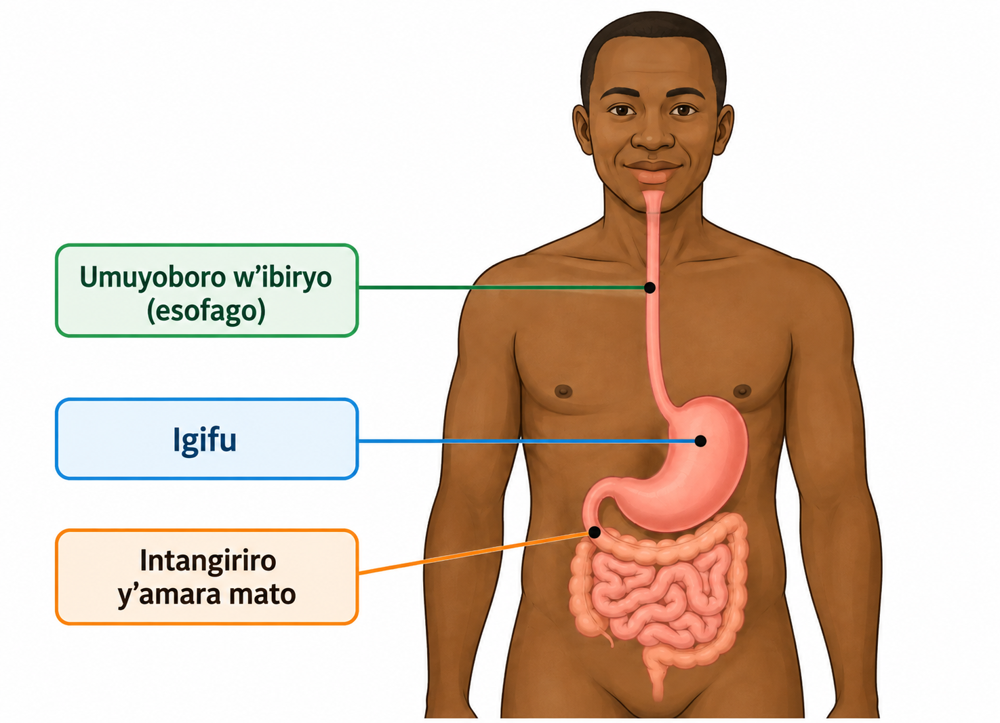 Umuyoboro w’ibiryo
(esofago)
Igifu
Intangiriro
y’amara mato